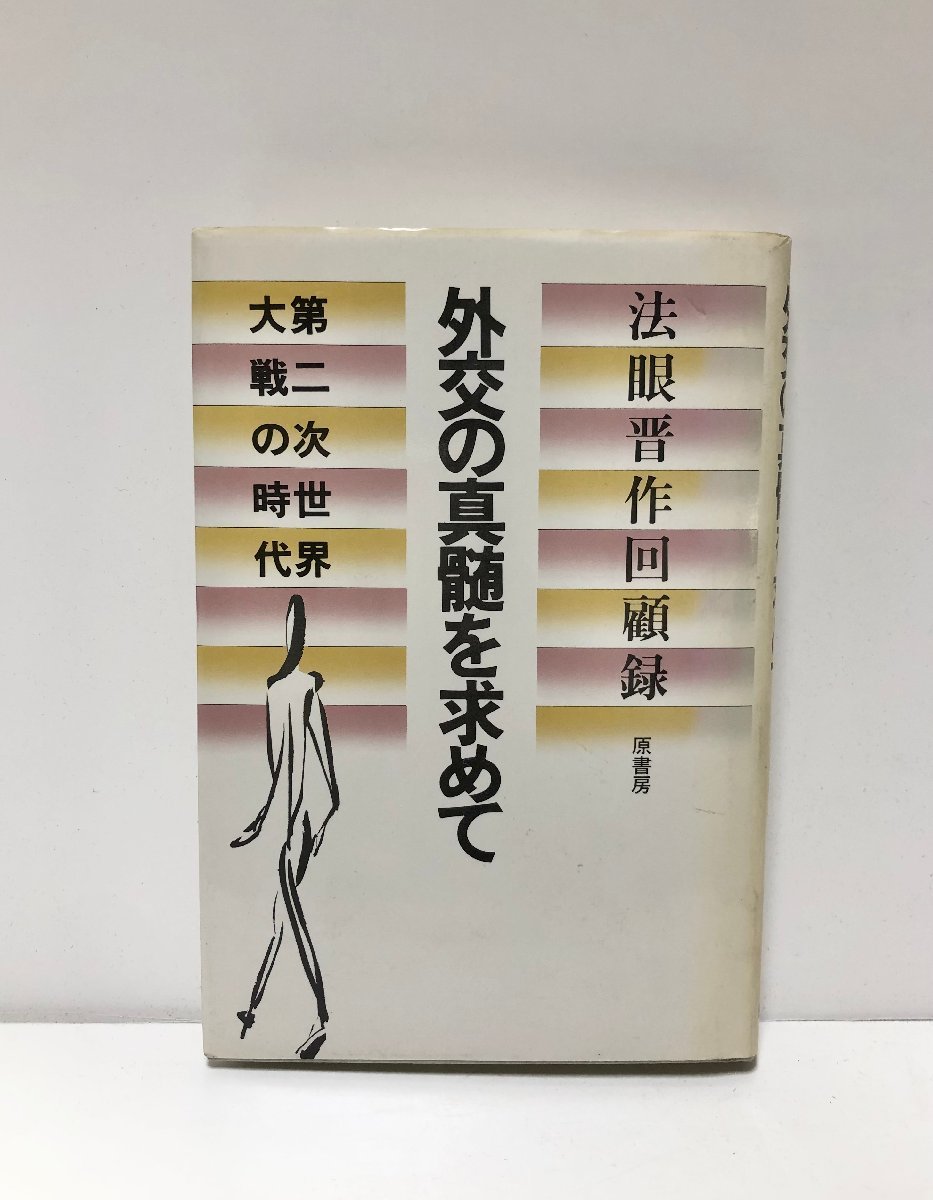 法眼晋作回顧録
原書房
外交の真髄を求めて
第二次世界
大戦の時代